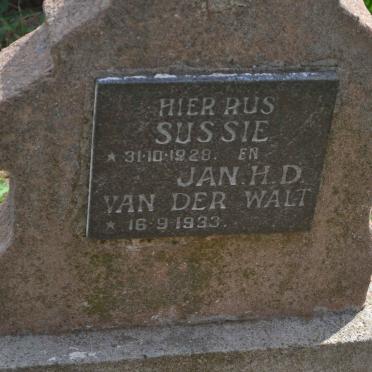 HIER RUS
SUSSIE
* 31·10·1928. EN
JAN.H.D.
VAN DER WALT
* 16·9·1933.